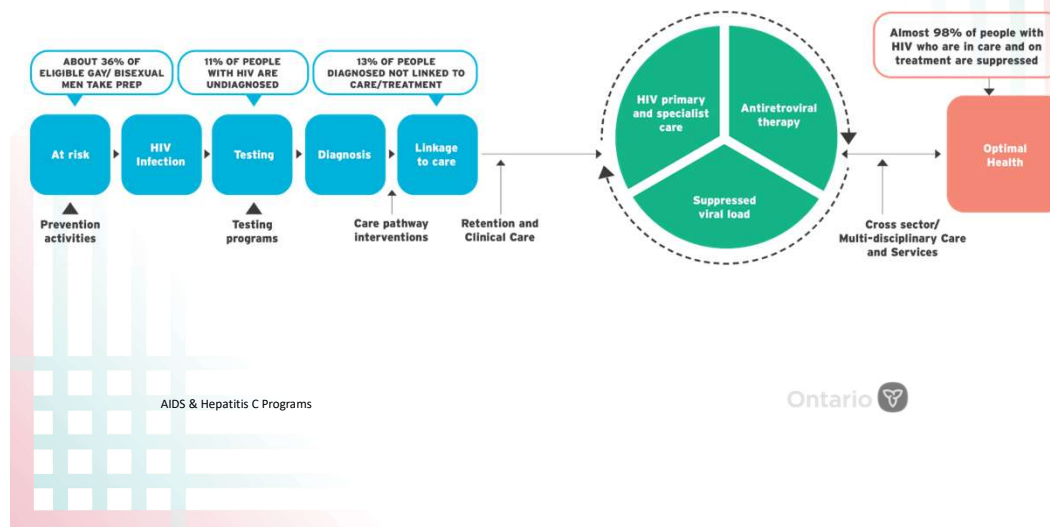 ABOUT 36% OF
ELIGIBLE GAY/ BISEXUAL
MEN TAKE PREP
11% OF PEOPLE
WITH HIV ARE
UNDIAGNOSED
13% OF PEOPLE
DIAGNOSED NOT LINKED TO
CARE/TREATMENT
Almost 98% of people with
HIV who are in care and on
treatment are suppressed
At risk
HIV
Infection
Testing
Diagnosis
Linkage
to care
HIV primary
and specialist
care
Antiretroviral
therapy
Suppressed
viral load
Optimal
Health
Prevention
activities
Testing
programs
Care pathway
interventions
Retention and
Clinical Care
Cross sector/
Multi-disciplinary Care
and Services
AIDS & Hepatitis C Programs
Ontario